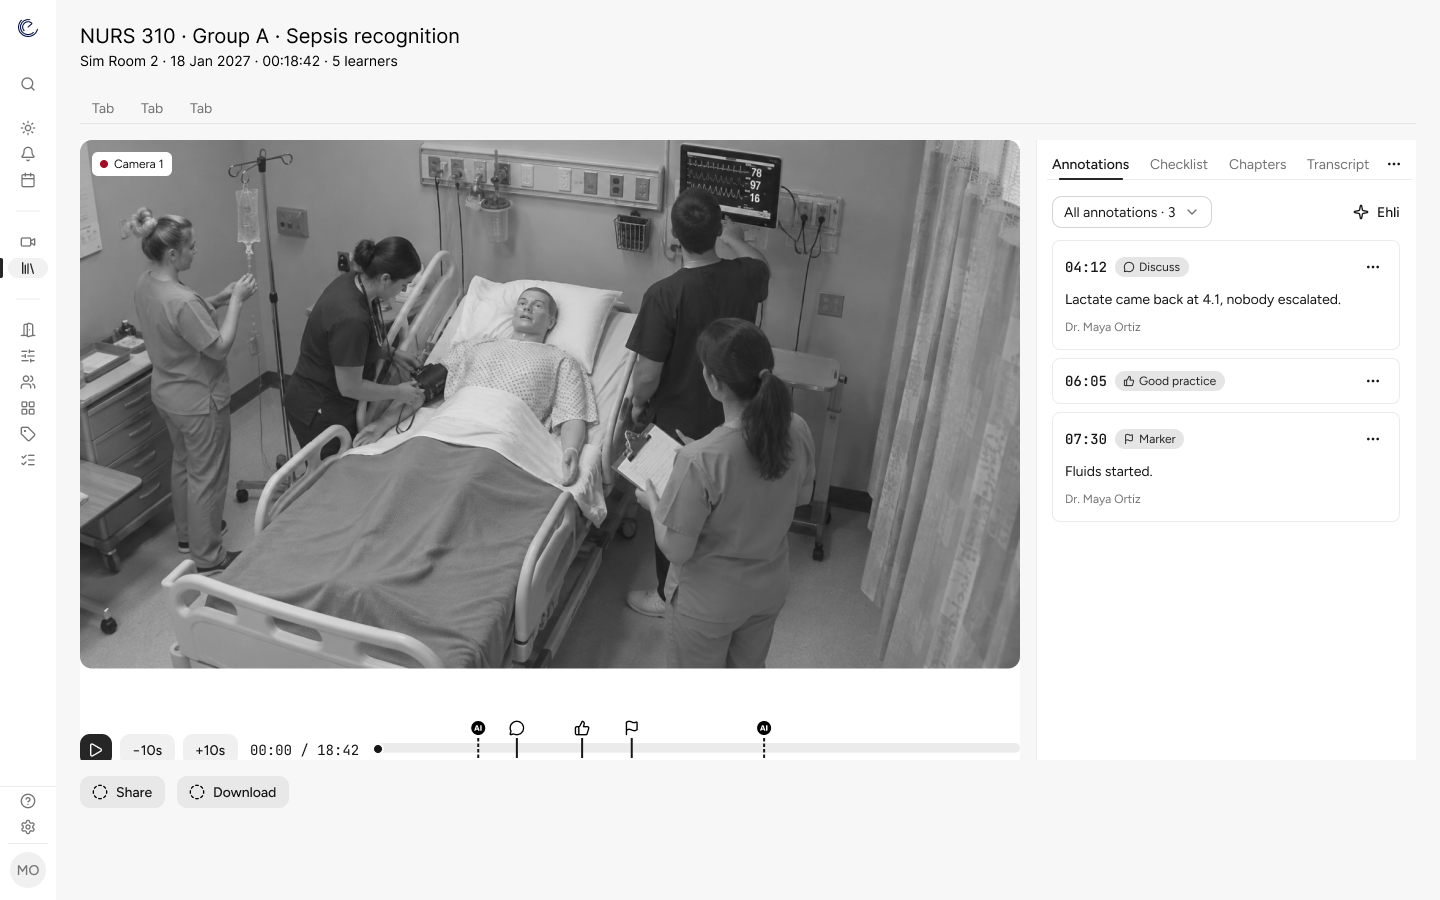 NURS 310 · Group A · Sepsis recognition
Sim Room 2 · 18 Jan 2027 · 00:18:42 · 5 learners
Tab Tab Tab
Camera 1
78
97
16
Annotations Checklist Chapters Transcript
All annotations · 3
Ehli
04:12 Discuss
Lactate came back at 4.1, nobody escalated.
Dr. Maya Ortiz
06:05 Good practice
07:30 Marker
Fluids started.
Dr. Maya Ortiz
AI AI
-10s +10s 00:00 / 18:42
Share Download
MO